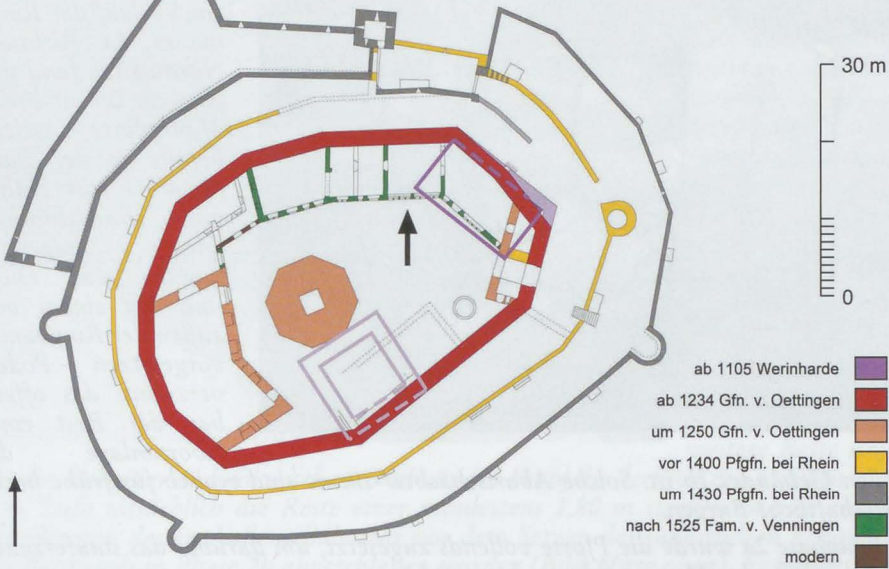 30 m
0
ab 1105 Werinharde
ab 1234 Gfn. v. Oettingen
um 1250 Gfn. v. Oettingen
vor 1400 Pfgfn. bei Rhein
um 1430 Pfgfn. bei Rhein
nach 1525 Fam. v. Venningen
modern